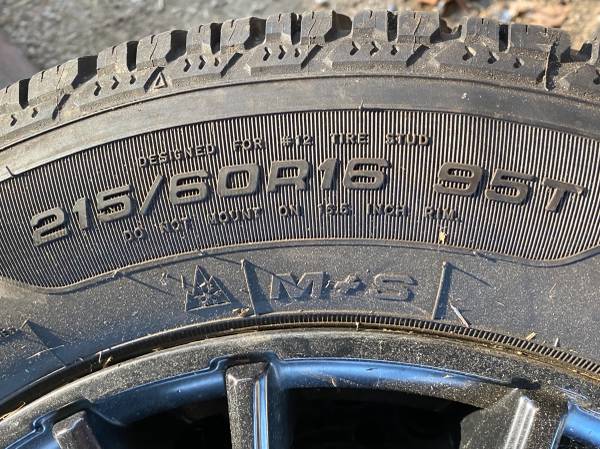 DESIGNED FOR #12 TIRE STUD
215/60R16 95T
DO NOT MOUNT ON 16.5 INCH RIM.
M+S